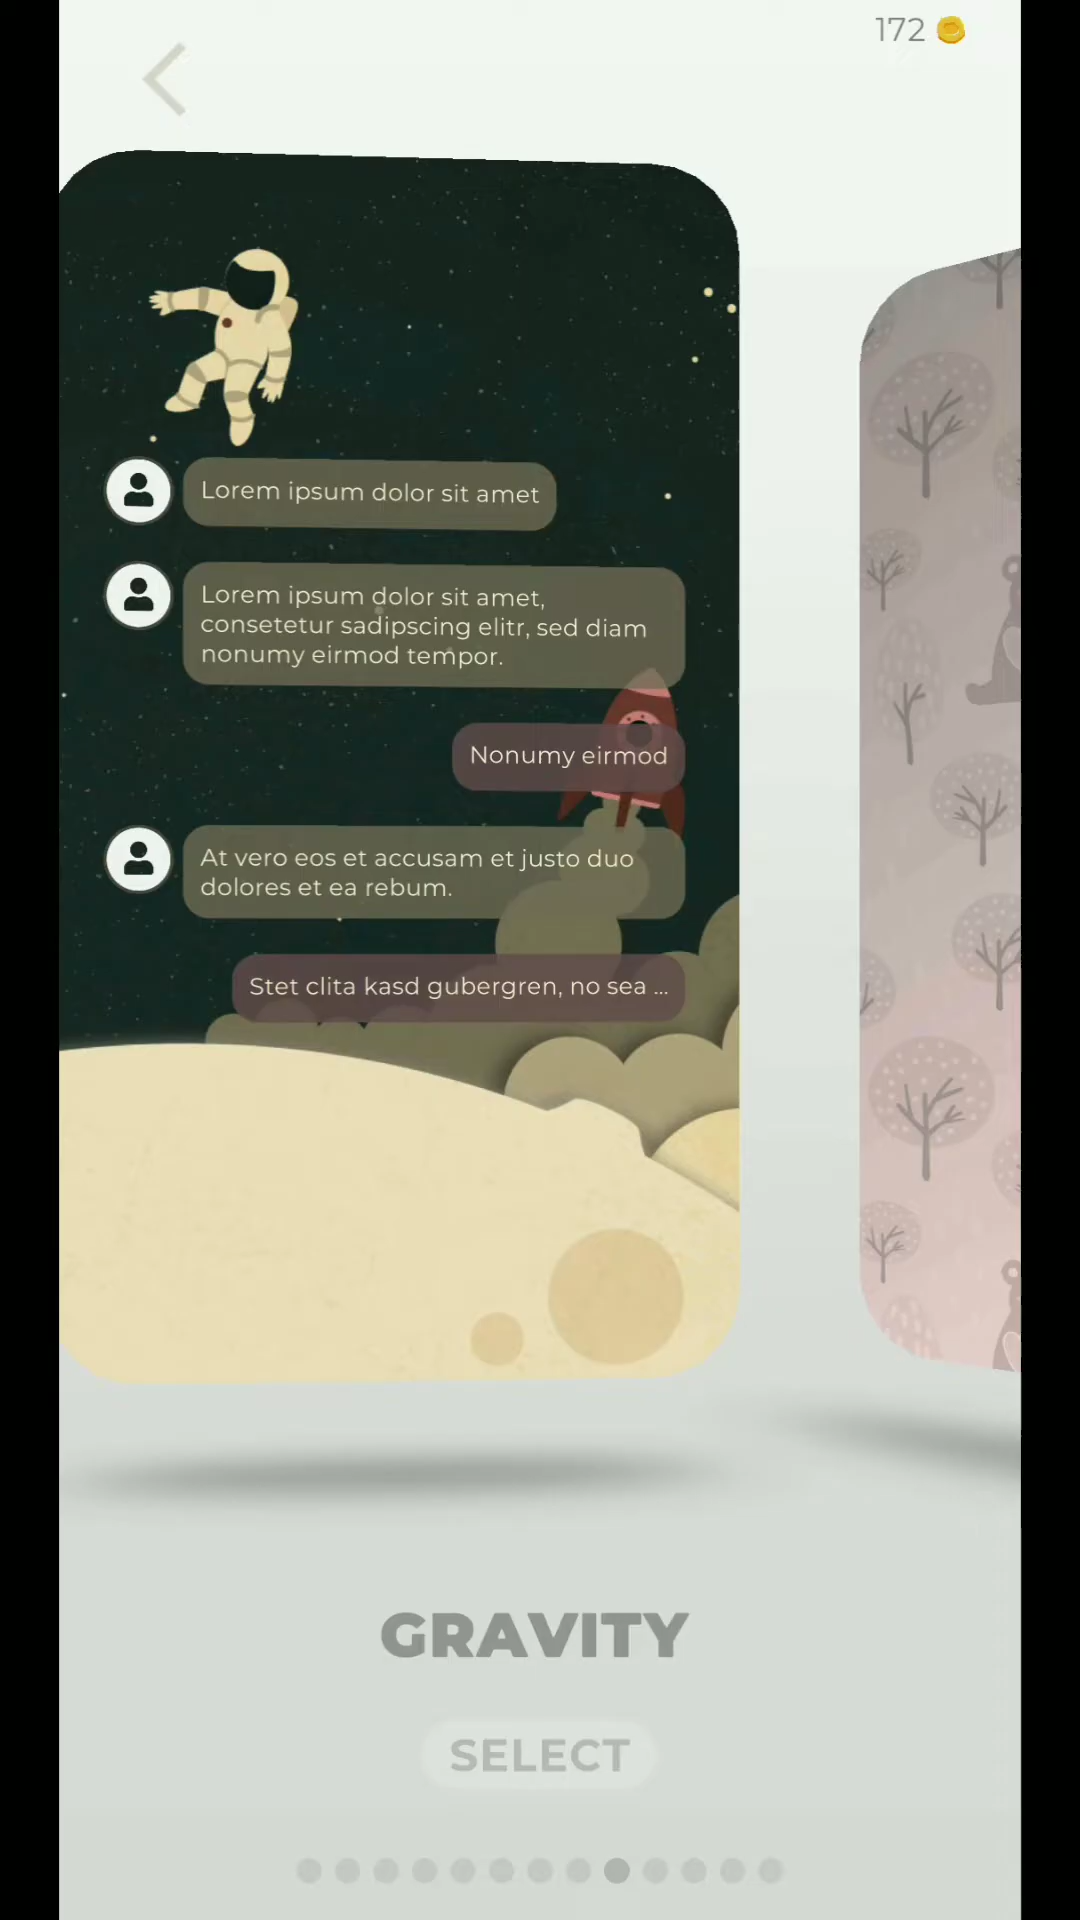 172
Lorem ipsum dolor sit amet
Lorem ipsum dolor sit amet,
consetetur sadipscing elitr, sed diam
nonumy eirmod tempor.
Nonumy eirmod
At vero eos et accusam et justo duo
dolores et ea rebum.
Stet clita kasd gubergren, no sea ...
GRAVITY
SELECT